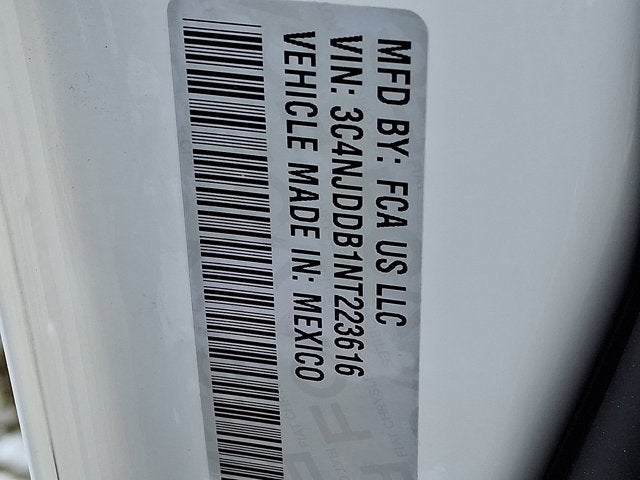 MFD BY: FCA US LLC
VIN: 3C4NJDDB1NT223616
VEHICLE MADE IN: MEXICO